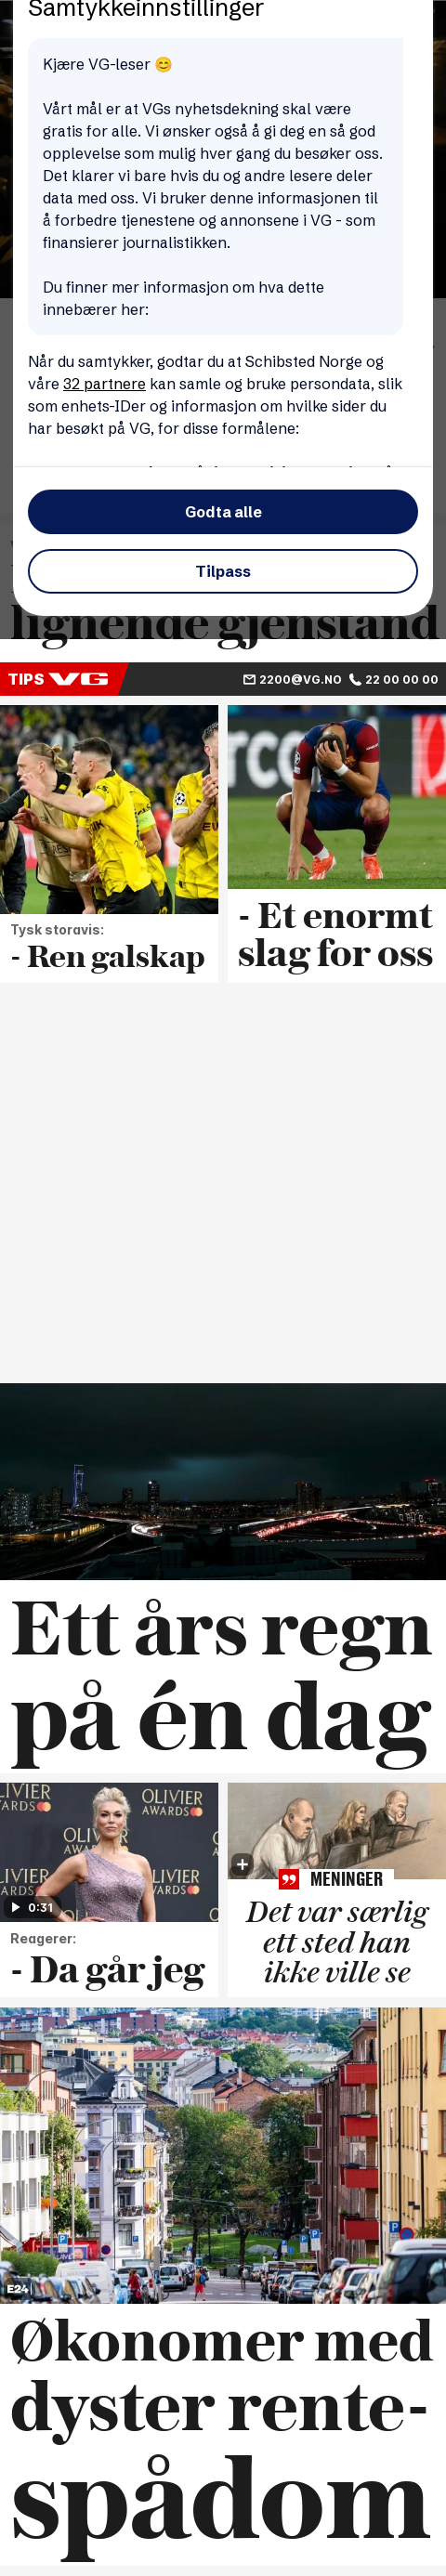 Samtykkeinnstillinger
Kjære VG-leser 😊
Vårt mål er at VGs nyhetsdekning skal være
gratis for alle. Vi ønsker også å gi deg en så god
opplevelse som mulig hver gang du besøker oss.
Det klarer vi bare hvis du og andre lesere deler
data med oss. Vi bruker denne informasjonen til
å forbedre tjenestene og annonsene i VG - som
finansierer journalistikken.
Du finner mer informasjon om hva dette
innebærer her:
Når du samtykker, godtar du at Schibsted Norge og
våre 32 partnere kan samle og bruke persondata, slik
som enhets-IDer og informasjon om hvilke sider du
har besøkt på VG, for disse formålene:
Godta alle
Tilpass
lignende gjenstand
TIPS VG
2200@VG.NO 22 00 00 00
Tysk storavis:
- Ren galskap
- Et enormt
slag for oss
Ett års regn
på én dag
OLIVIER
AWARDS
OLIVIER
AWARDS
OLIVIER
AWARDS
0:31
Reagerer:
- Da går jeg
MENINGER
Det var særlig
ett sted han
ikke ville se
E24
Økonomer med
dyster rente-
spådom